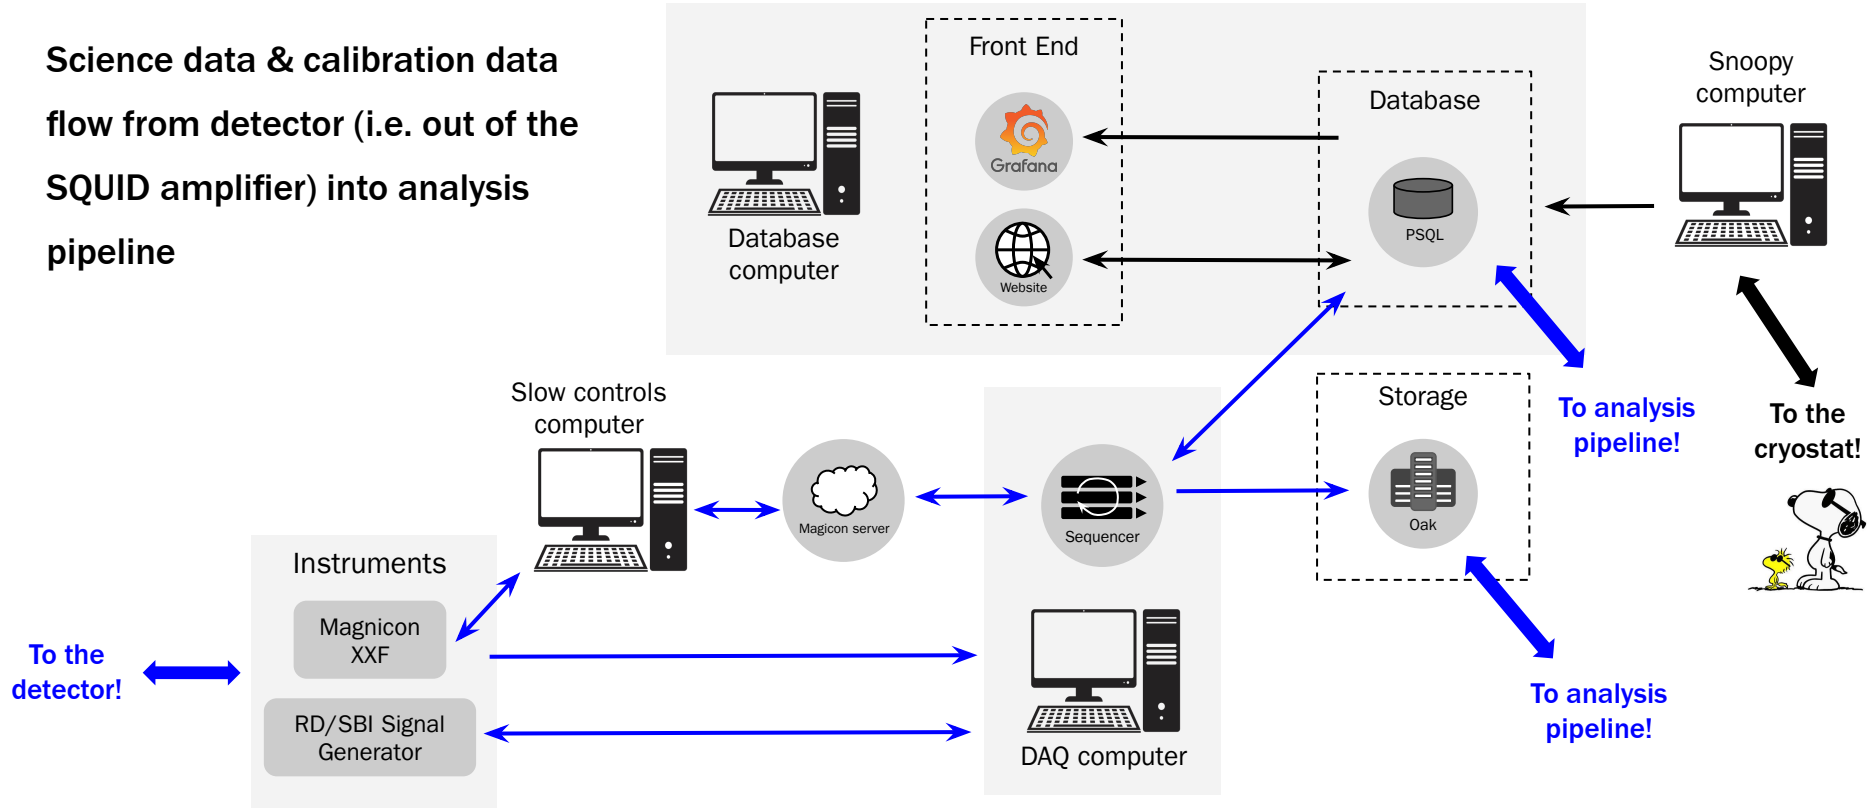 Science data & calibration data
flow from detector (i.e. out of the
SQUID amplifier) into analysis
pipeline
Front End
Grafana
Website
Database
computer
Database
PSQL
Snoopy
computer
Slow controls
computer
Magicon server
Sequencer
Storage
Oak
To analysis
pipeline!
To the
cryostat!
Instruments
Magnicon
XXF
RD/SBI Signal
Generator
To the
detector!
DAQ computer
To analysis
pipeline!